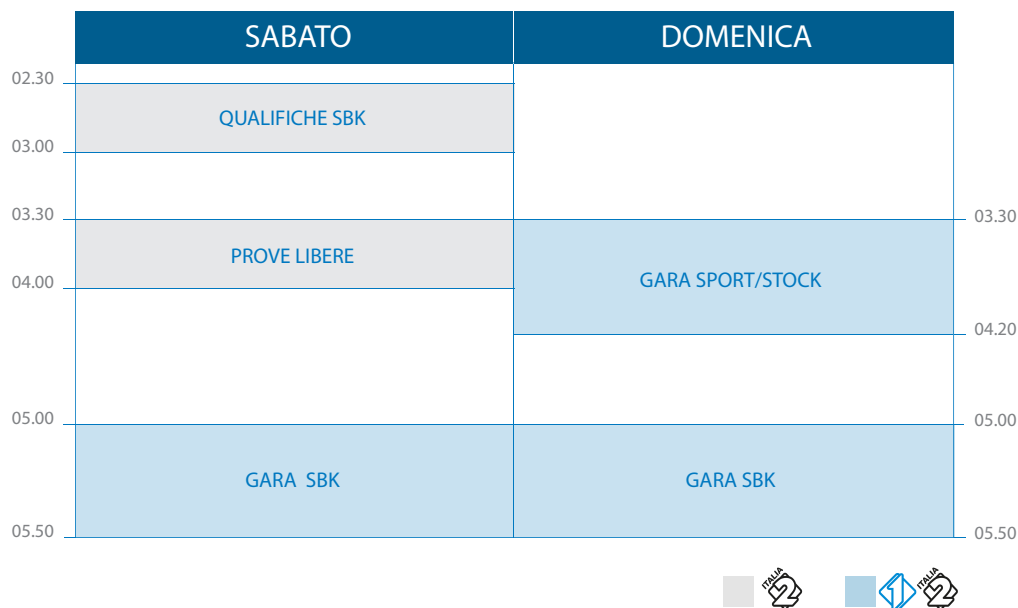 SABATO
DOMENICA
02.30
QUALIFICHE SBK
03.00
03.30
PROVE LIBERE
04.00
03.30
GARA SPORT/STOCK
04.20
05.00
GARA  SBK
05.50
05.00
GARA SBK
05.50
ITALIA
2
1
ITALIA
2